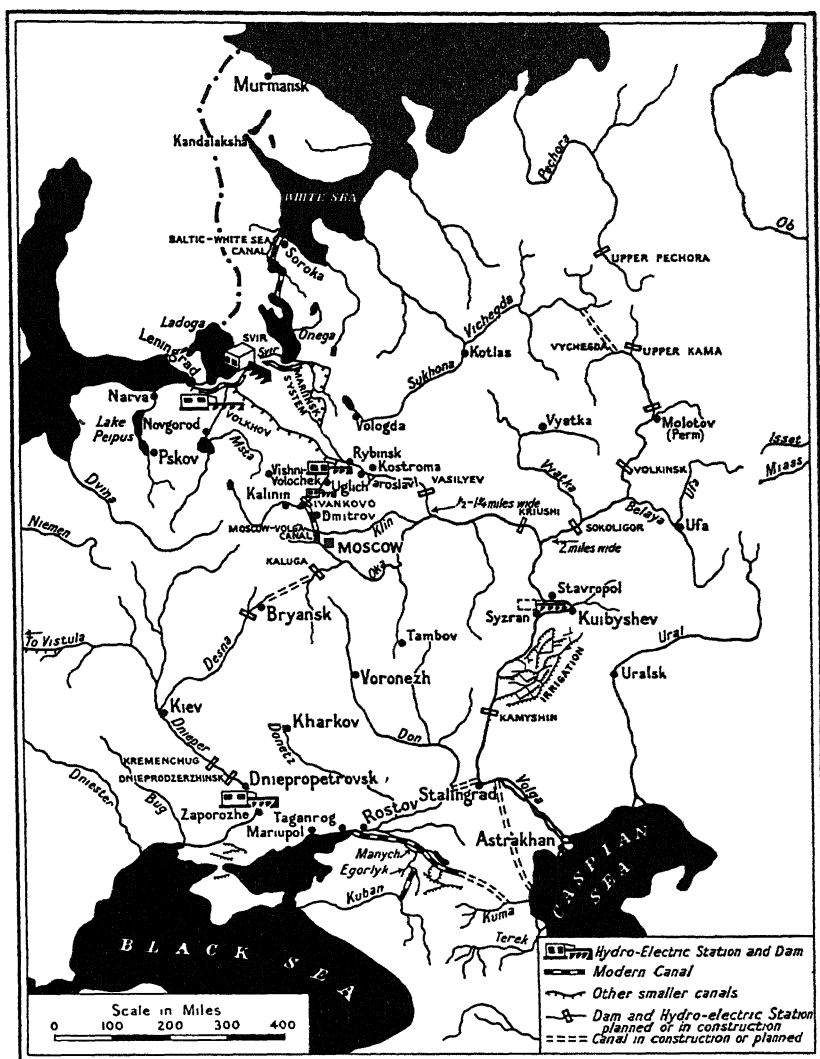 Murmansk
Kandalaksha
WHITE SEA
Pechora
Ob
BALTIC-WHITE SEA
CANAL
Soroka
UPPER PECHORA
Ladoga
Leningrad
SVIR
Svir
Onega
Vichegda
VYCHEGDA
UPPER KAMA
Kotlas
Sukhona
MARIINSK
SYSTEM
Narva
Lake
Peipus
Novgorod
VOLKHOV
Pskov
Msta
Vologda
Vyatka
Molotov
(Perm)
Isset
Miass
Rybinsk
Kostroma
Vishni-
Volochek
Uglich
Yaroslavl
VASILYEV
Vyatka
VOLKINSK
Ufa
Dvina
Kalinin
SIVANKOVO
Dmitrov
½-1¼ miles wide
KRIUSHI
SOKOLIGOR
Belaya
Ufa
Niemen
MOSCOW-VOLGA
CANAL
Klin
MOSCOW
2 miles wide
KALUGA
Oka
Stavropol
Bryansk
Syzran
Kuibyshev
To Vistula
Desna
Tambov
Ural
IRRIGATION
Voronezh
Uralsk
Kiev
KAMYSHIN
Dnieper
Kharkov
Donetz
Don
KREMENCHUG
DNIEPRODZERZHINSK
Dniepropetrovsk
Dniester
Bug
Stalingrad
Volga
Zaporozhe
Taganrog
Rostov
Mariupol
Astrakhan
Manych
Egorlyk
CASPIAN
SEA
Kuban
Kuma
Terek
BLACK SEA
Hydro-Electric Station and Dam
Modern Canal
Other smaller canals
Dam and Hydro-electric Station
planned or in construction
Canal in construction or planned
Scale in Miles
0 100 200 300 400